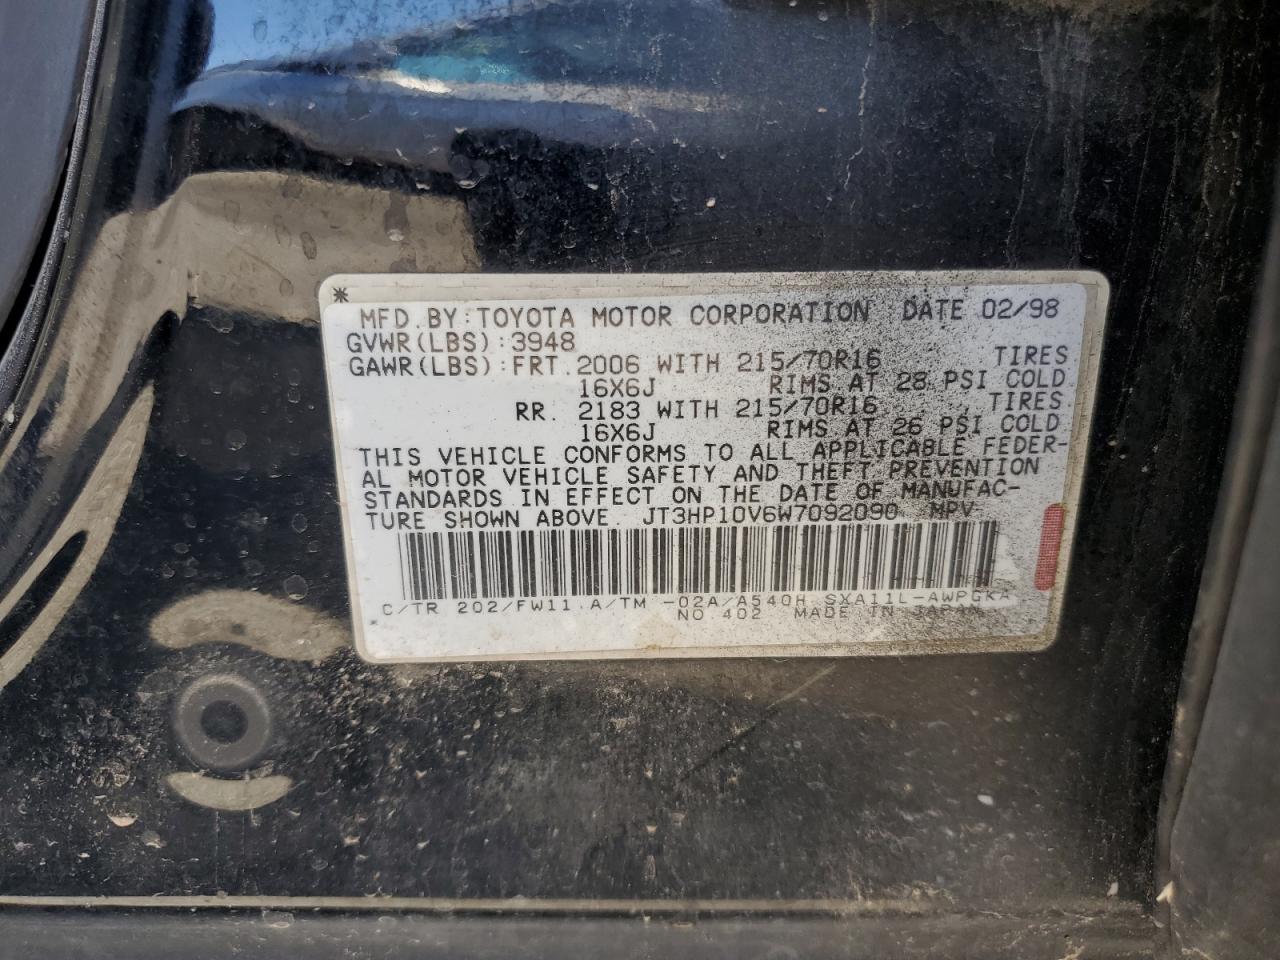 MFD. BY: TOYOTA MOTOR CORPORATION DATE 02/98
GVWR(LBS): 3948
GAWR(LBS): FRT. 2006 WITH 215/70R16 TIRES
16X6J RIMS AT 28 PSI COLD
RR. 2183 WITH 215/70R16 TIRES
16X6J RIMS AT 26 PSI COLD
THIS VEHICLE CONFORMS TO ALL APPLICABLE FEDER-
AL MOTOR VEHICLE SAFETY AND THEFT PREVENTION
STANDARDS IN EFFECT ON THE DATE OF MANUFAC-
TURE SHOWN ABOVE. JT3HP10V6W7092090 MPV
C/TR 202/FW11 A/TM -02A/A540H SXA11L-AWPGKA
NO 402 MADE IN JAPAN